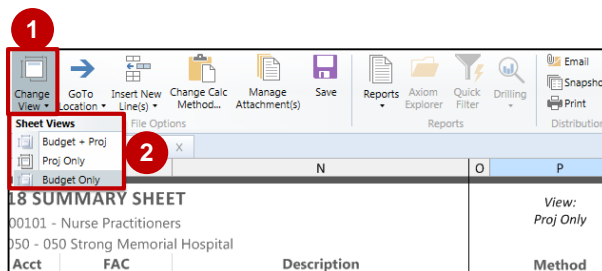 1
Change View
GoTo Location
Insert New Line(s)
Change Calc Method...
Manage Attachment(s)
Save
Reports
Axiom Explorer
Quick Filter
Drilling
Email
Snapsho
Print
Sheet Views
File Options
Reports
Distribution
Budget + Proj
Proj Only
Budget Only
2
X
N O P
18 SUMMARY SHEET
View:
00101 - Nurse Practitioners
Proj Only
050 - 050 Strong Memorial Hospital
Acct FAC Description Method